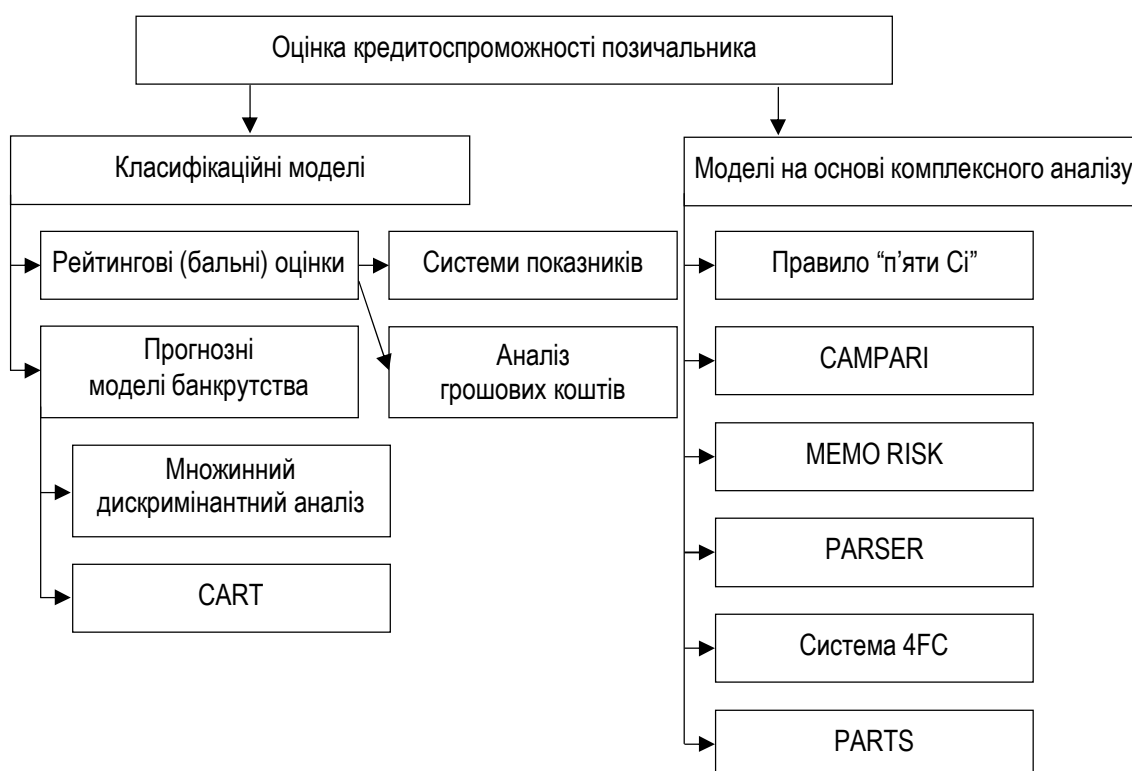 Оцінка кредитоспроможності позичальника
Класифікаційні моделі
Моделі на основі комплексного аналізу
Рейтингові (бальні) оцінки
Системи показників
Правило “п’яти Сі”
Прогнозні
моделі банкрутства
Аналіз
грошових коштів
CAMPARI
Множинний
дискримінантний аналіз
MEMO RISK
CART
PARSER
Система 4FC
PARTS